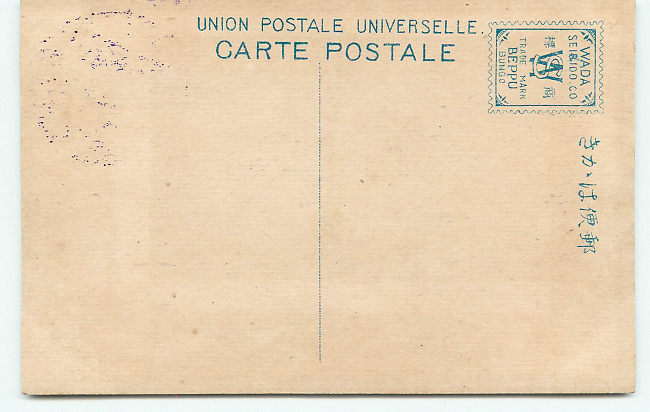 UNION POSTALE UNIVERSELLE.
CARTE POSTALE
WADA
SEIBIDO.CO
商標
TRADE MARK
BEPPU
BUNGO
郵便はかゝき